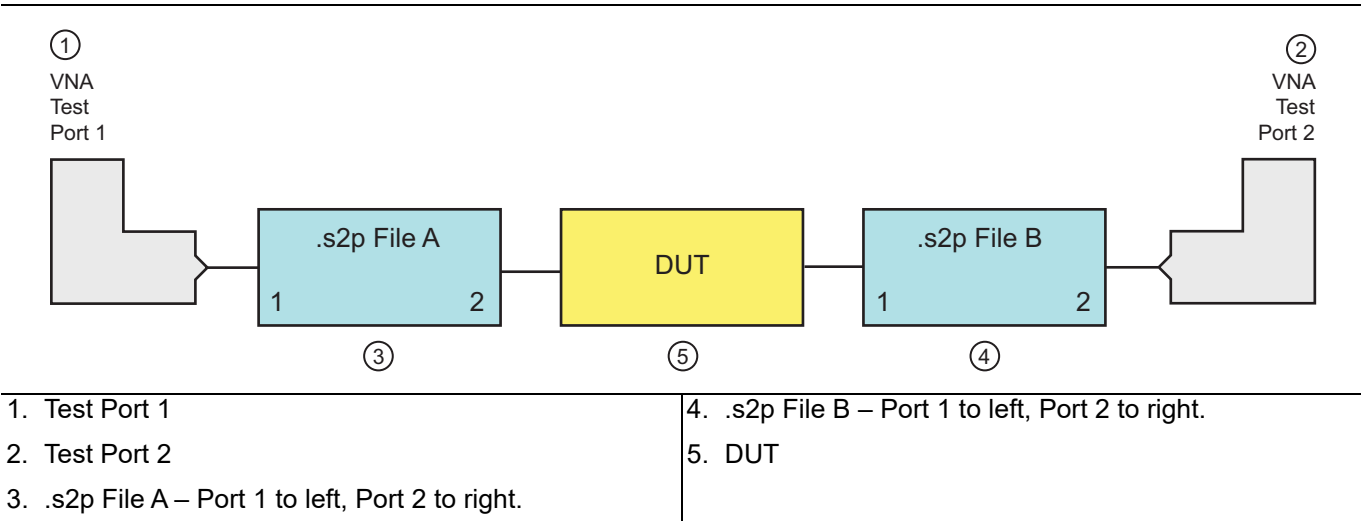 ①
VNA
Test
Port 1
②
VNA
Test
Port 2
.s2p File A
1 2
DUT
.s2p File B
1 2
③
⑤
④
1. Test Port 1
2. Test Port 2
3. .s2p File A – Port 1 to left, Port 2 to right.
4. .s2p File B – Port 1 to left, Port 2 to right.
5. DUT